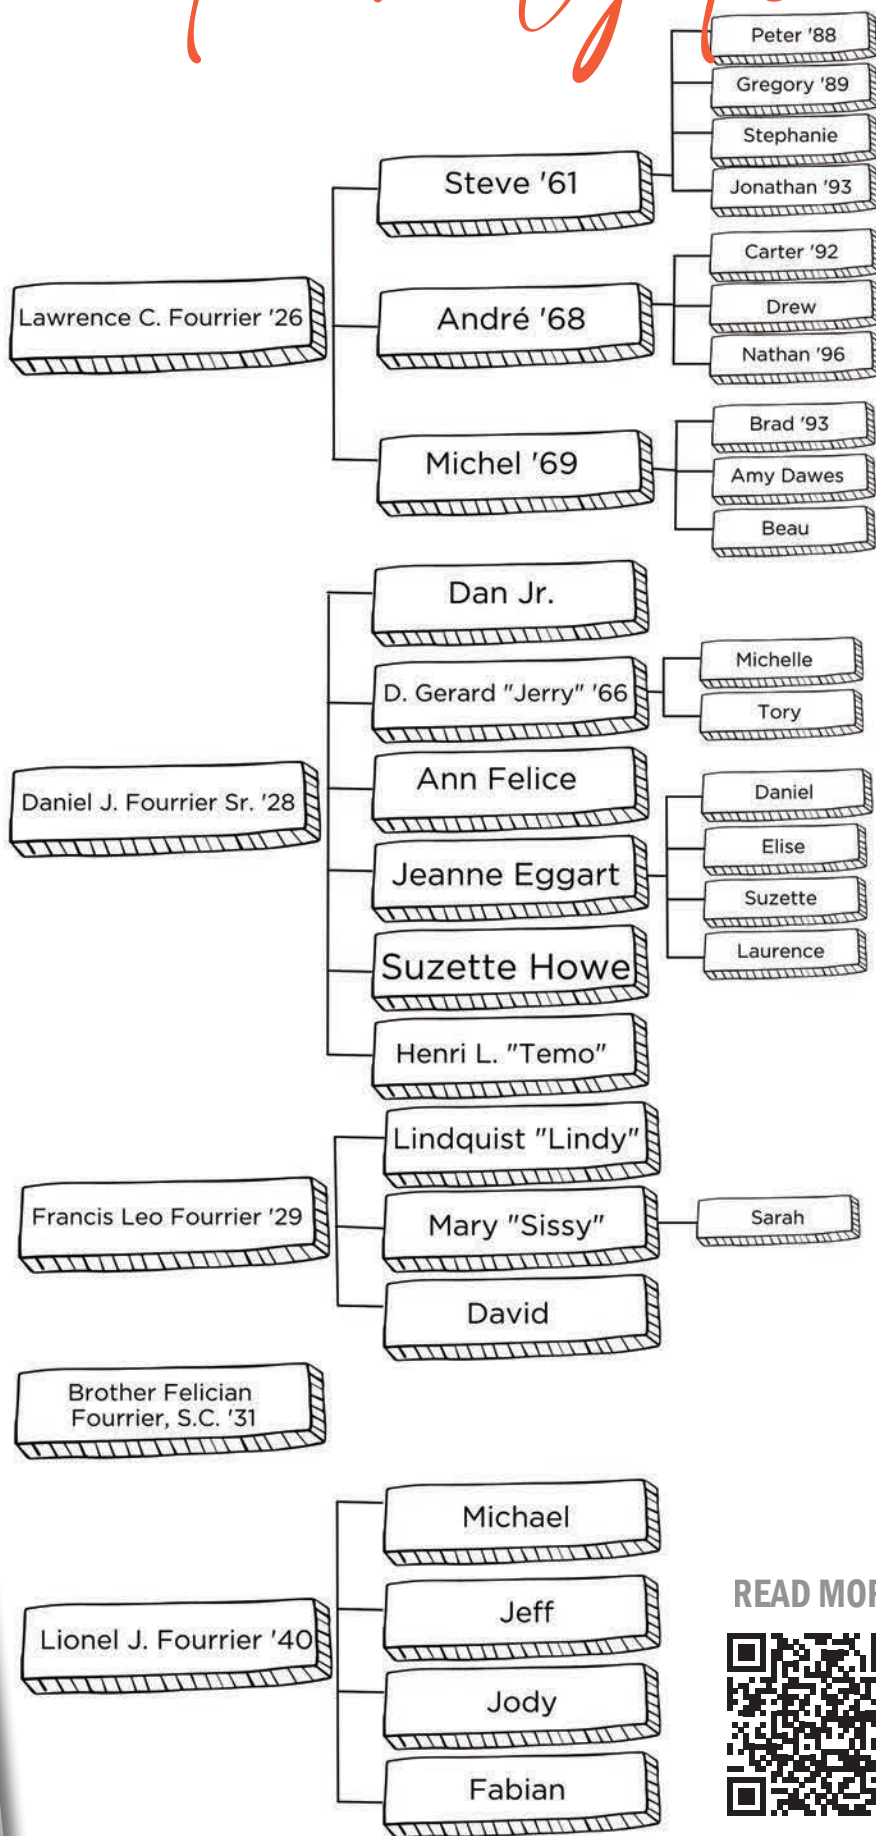 Lawrence C. Fourrier '26
Steve '61
Peter '88
Gregory '89
Stephanie
Jonathan '93
André '68
Carter '92
Drew
Nathan '96
Michel '69
Brad '93
Amy Dawes
Beau
Daniel J. Fourrier Sr. '28
Dan Jr.
D. Gerard "Jerry" '66
Michelle
Tory
Ann Felice
Jeanne Eggart
Daniel
Elise
Suzette
Laurence
Suzette Howe
Henri L. "Temo"
Francis Leo Fourrier '29
Lindquist "Lindy"
Mary "Sissy"
Sarah
David
Brother Felician
Fourrier, S.C. '31
Lionel J. Fourrier '40
Michael
Jeff
Jody
Fabian
READ